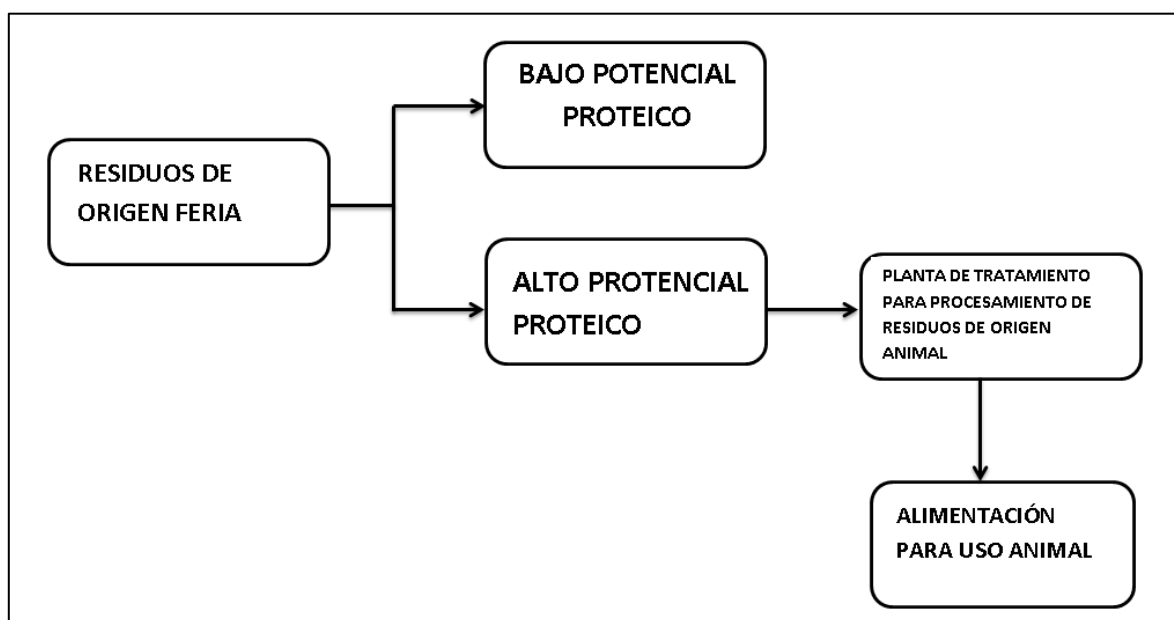 BAJO POTENCIAL
PROTEICO
RESIDUOS DE
ORIGEN FERIA
ALTO PROTENCIAL
PROTEICO
PLANTA DE TRATAMIENTO
PARA PROCESAMIENTO DE
RESIDUOS DE ORIGEN
ANIMAL
ALIMENTACIÓN
PARA USO ANIMAL